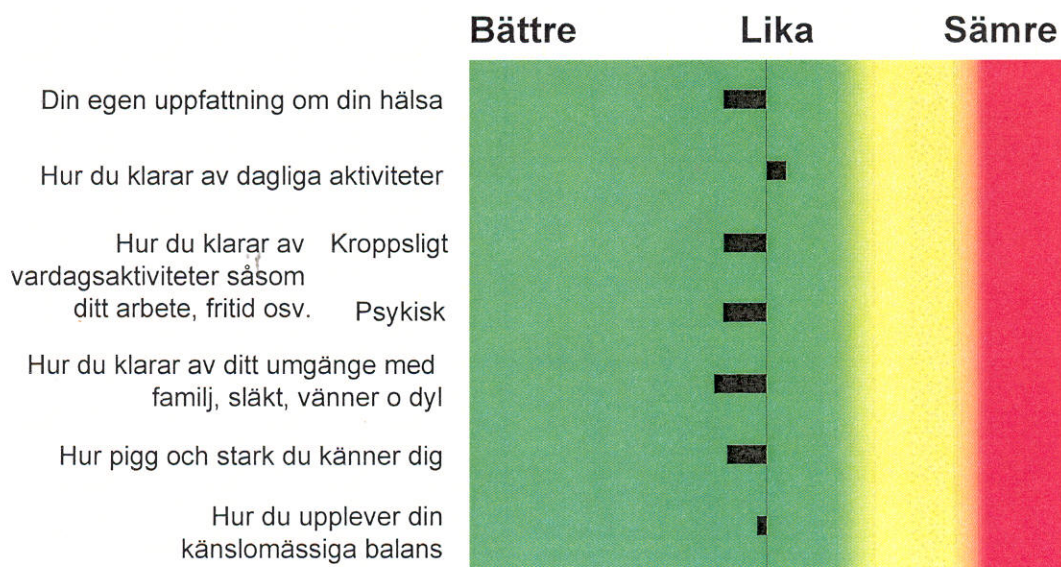 Bättre Lika Sämre
Din egen uppfattning om din hälsa
Hur du klarar av dagliga aktiviteter
Hur du klarar av Kroppsligt
vardagsaktiviteter såsom
ditt arbete, fritid osv. Psykisk
Hur du klarar av ditt umgänge med
familj, släkt, vänner o dyl
Hur pigg och stark du känner dig
Hur du upplever din
känslomässiga balans